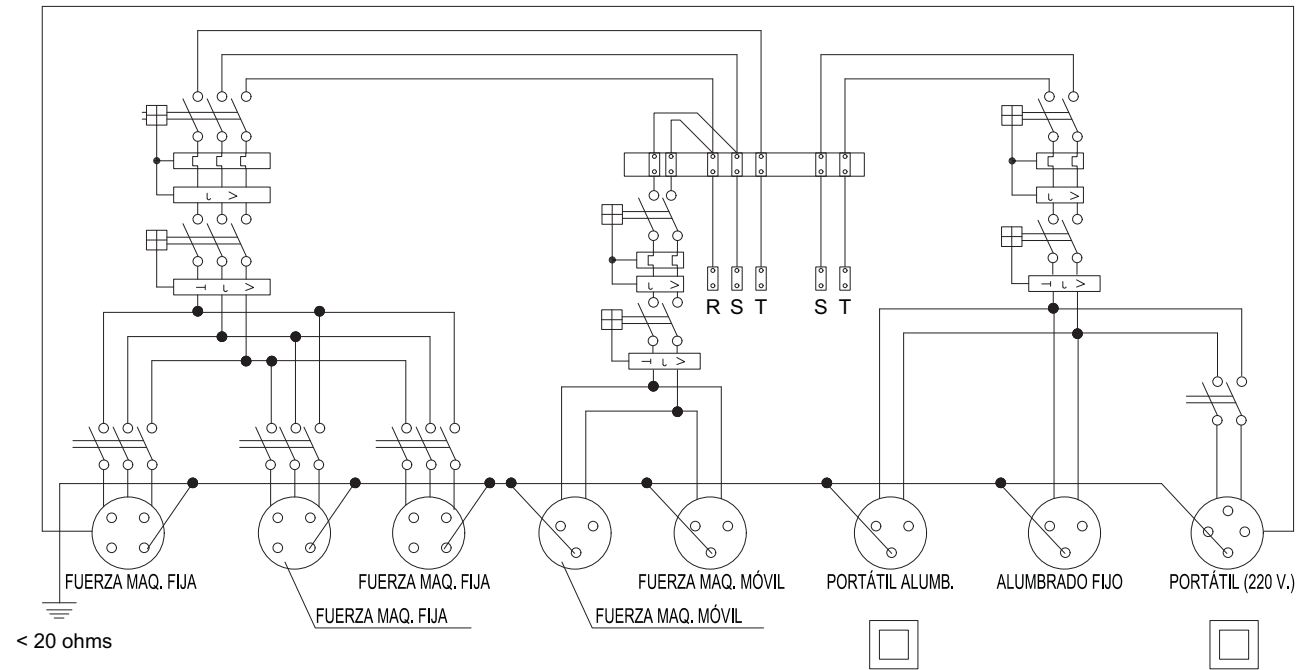 R S T S T
FUERZA MAQ. FIJA FUERZA MAQ. FIJA FUERZA MAQ. MÓVIL PORTÁTIL ALUMB. ALUMBRADO FIJO PORTÁTIL (220 V.)
FUERZA MAQ. FIJA FUERZA MAQ. MÓVIL
< 20 ohms